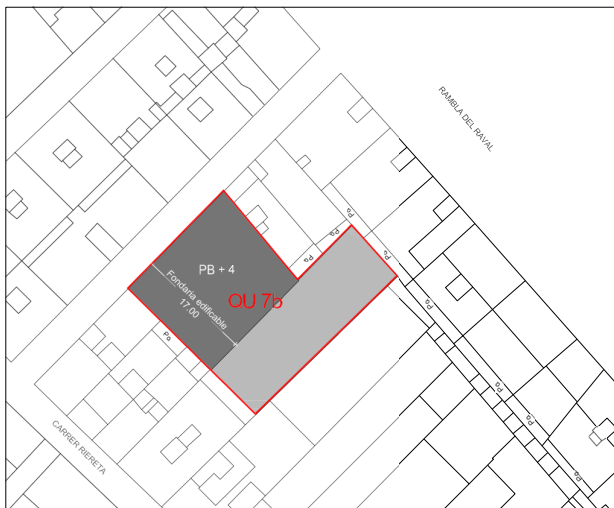 RAMBLA DEL RAVAL
Pa
Pa
Pa
PB + 4
Fondaria edificable
17.00
QU 7b
Pa
Pa
Pa
Pa
Pa
Pa
CARRER RIERETA